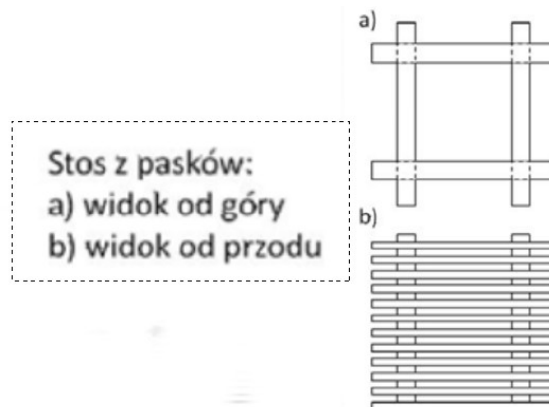 a)
Stos z pasków:
a) widok od góry
b) widok od przodu
b)